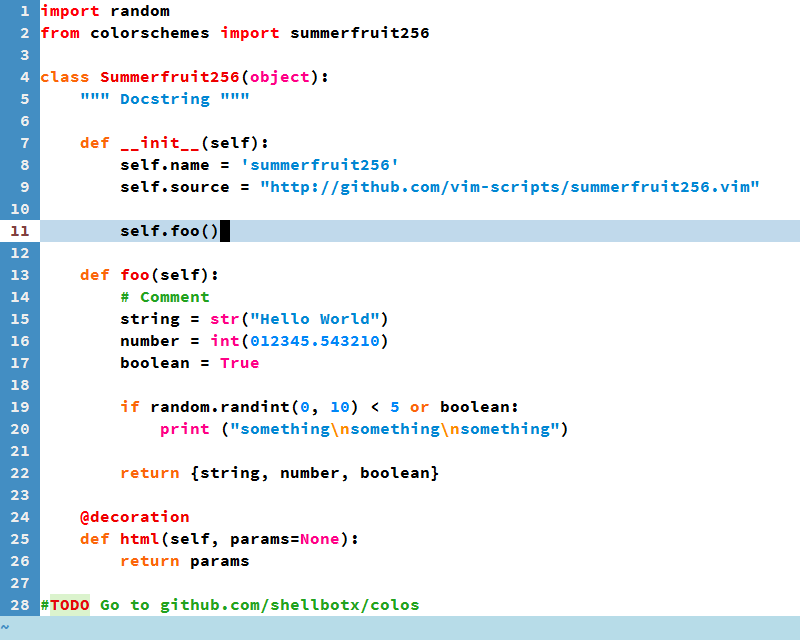 1 import random
2 from colorschemes import summerfruit256
3
4 class Summerfruit256(object):
5     """ Docstring """
6
7     def __init__(self):
8         self.name = 'summerfruit256'
9         self.source = "http://github.com/vim-scripts/summerfruit256.vim"
10
11         self.foo()
12
13     def foo(self):
14         # Comment
15         string = str("Hello World")
16         number = int(012345.543210)
17         boolean = True
18
19         if random.randint(0, 10) < 5 or boolean:
20             print ("something\nsomething\nsomething")
21
22         return {string, number, boolean}
23
24     @decoration
25     def html(self, params=None):
26         return params
27
28 #TODO Go to github.com/shellbotx/colos
~